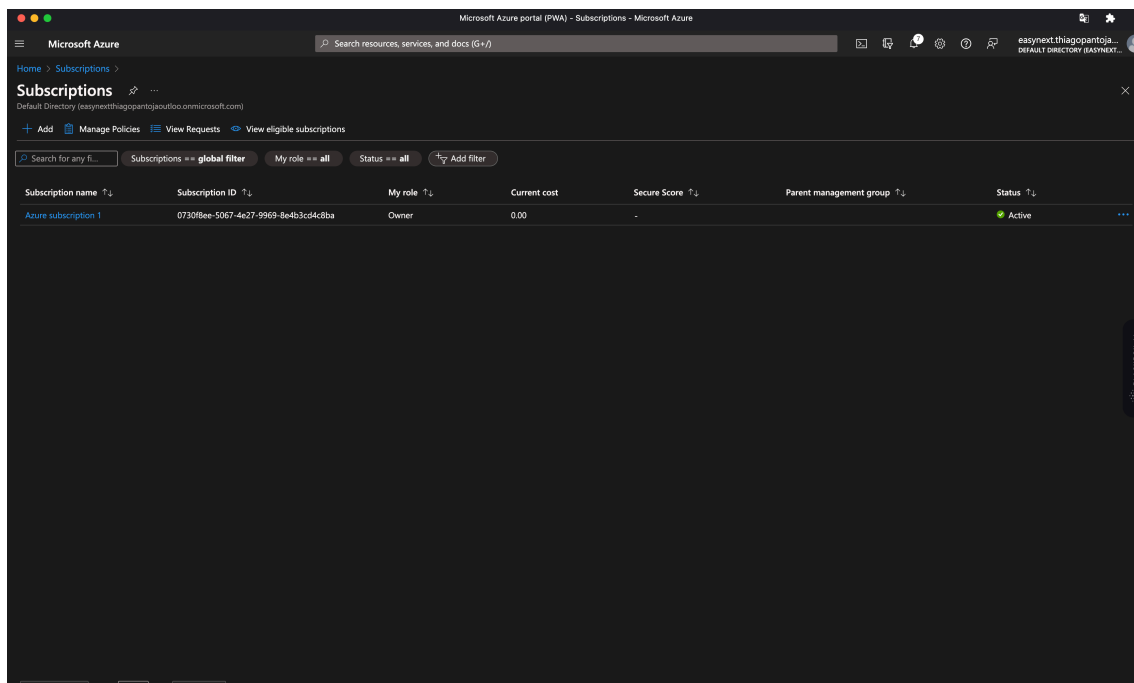 Microsoft Azure portal (PWA) - Subscriptions - Microsoft Azure
Microsoft Azure
Search resources, services, and docs (G+/)
7
easynext.thiagopantoja...
DEFAULT DIRECTORY (EASYNEXT...
Home > Subscriptions >
Subscriptions
Default Directory (easynextthiagopantojaoutloo.onmicrosoft.com)
Add Manage Policies View Requests View eligible subscriptions
Search for any fi... Subscriptions == global filter My role == all Status == all Add filter
Subscription name Subscription ID My role Current cost Secure Score Parent management group Status
Azure subscription 1 0730f8ee-5067-4e27-9969-8e4b3cd4c8ba Owner 0.00 - Active